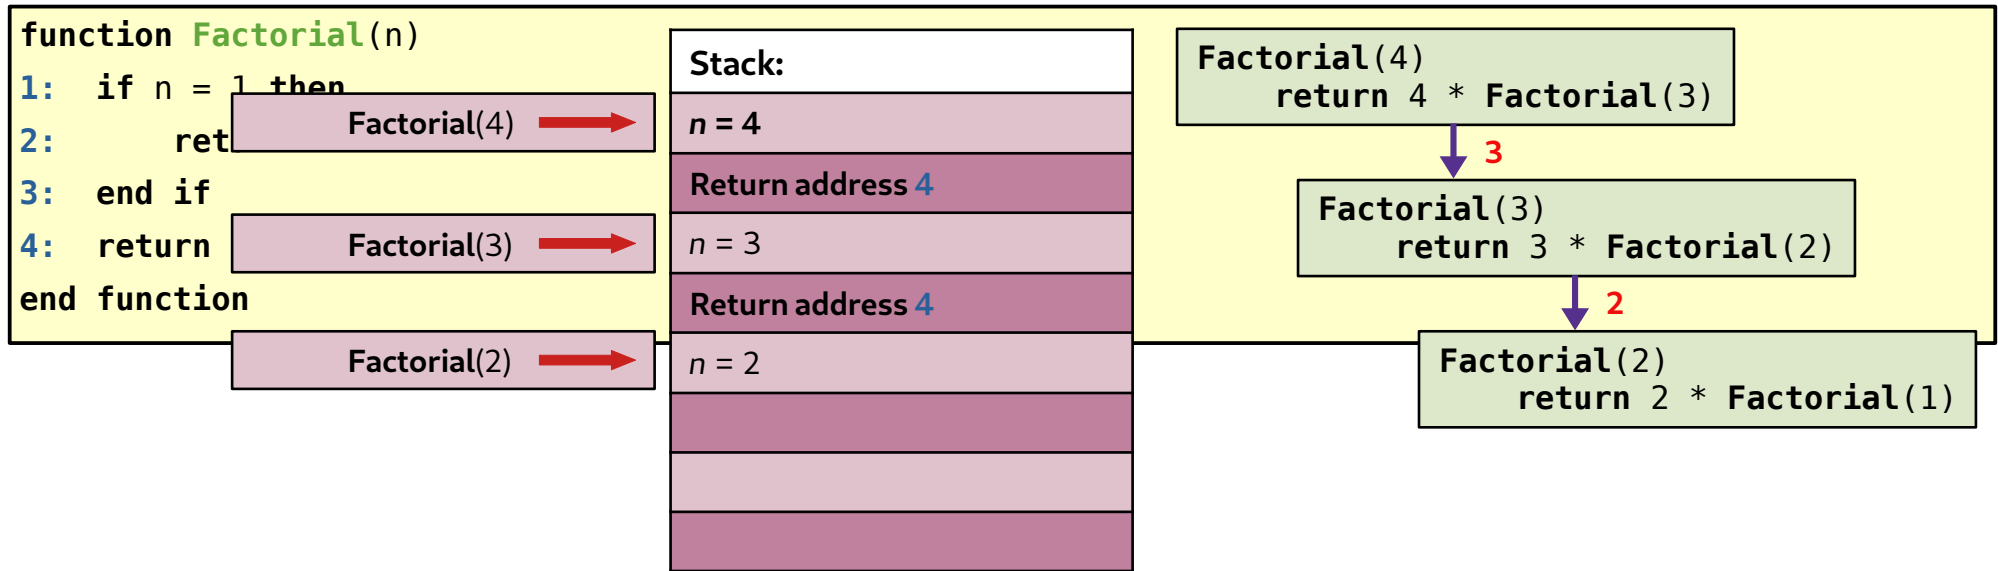 function Factorial(n)
1: if n = 1 then
2: ret
3: end if
4: return
end function
Factorial(4)
Factorial(3)
Factorial(2)
Stack:
n = 4
Return address 4
n = 3
Return address 4
n = 2
Factorial(4)
return 4 * Factorial(3)
3
Factorial(3)
return 3 * Factorial(2)
2
Factorial(2)
return 2 * Factorial(1)